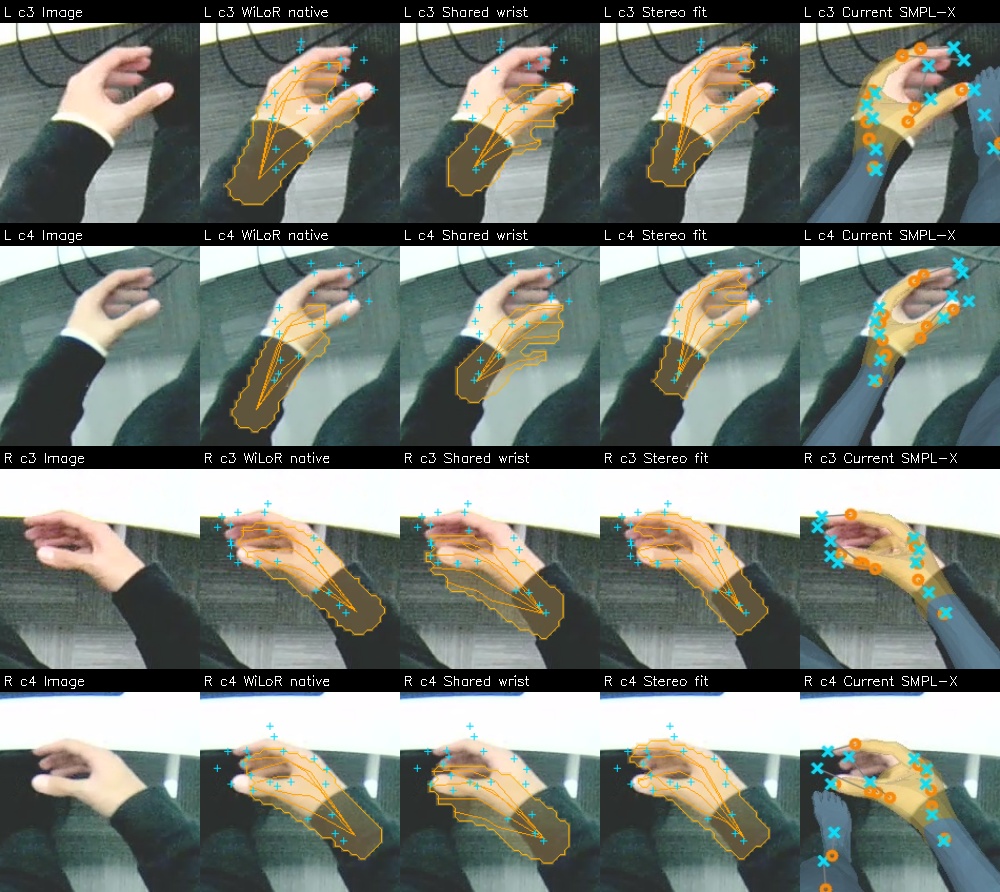 L c3 Image
L c3 WiLoR native
L c3 Shared wrist
L c3 Stereo fit
L c3 Current SMPL-X
L c4 Image
L c4 WiLoR native
L c4 Shared wrist
L c4 Stereo fit
L c4 Current SMPL-X
R c3 Image
R c3 WiLoR native
R c3 Shared wrist
R c3 Stereo fit
R c3 Current SMPL-X
R c4 Image
R c4 WiLoR native
R c4 Shared wrist
R c4 Stereo fit
R c4 Current SMPL-X